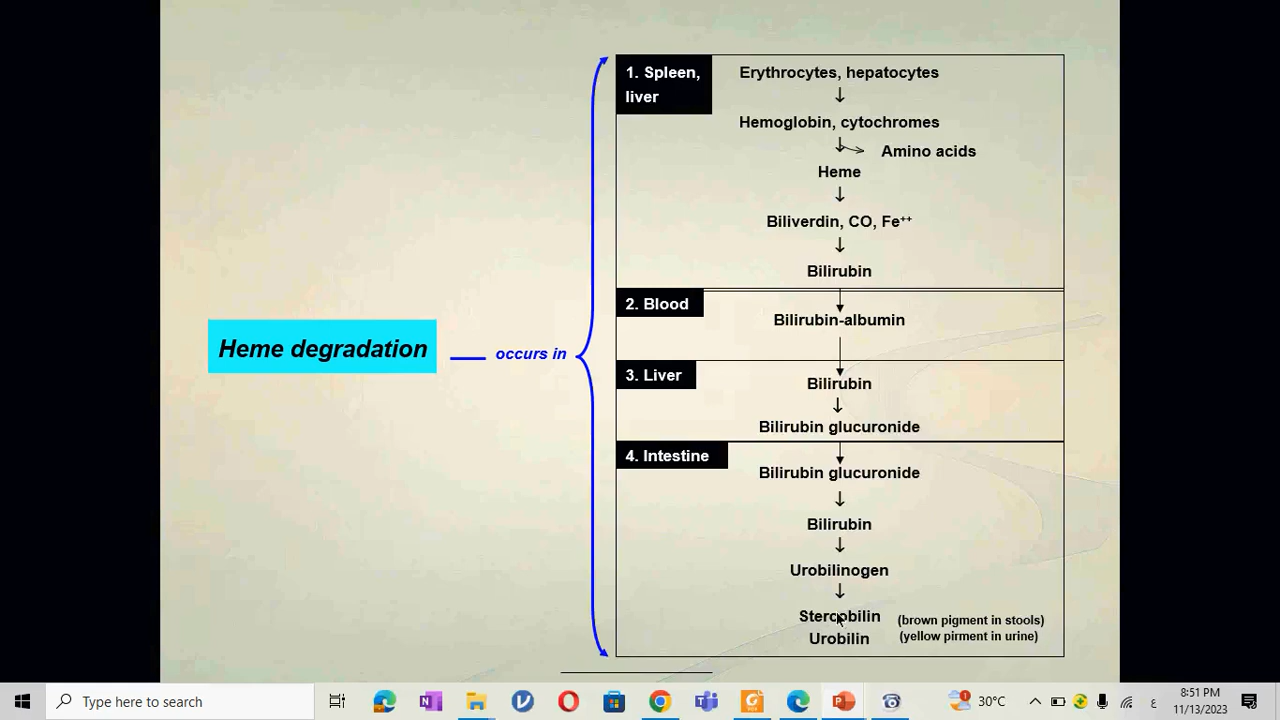 1. Spleen,
liver
Erythrocytes, hepatocytes
↓
Hemoglobin, cytochromes
Amino acids
Heme
↓
Biliverdin, CO, Fe⁺⁺
↓
Bilirubin
2. Blood
Bilirubin-albumin
Heme degradation
occurs in
3. Liver
Bilirubin
↓
Bilirubin glucuronide
4. Intestine
Bilirubin glucuronide
↓
Bilirubin
↓
Urobilinogen
↓
Stercobilin (brown pigment in stools)
Urobilin (yellow pirment in urine)
Type here to search
30°C
ع
8:51 PM
11/13/2023